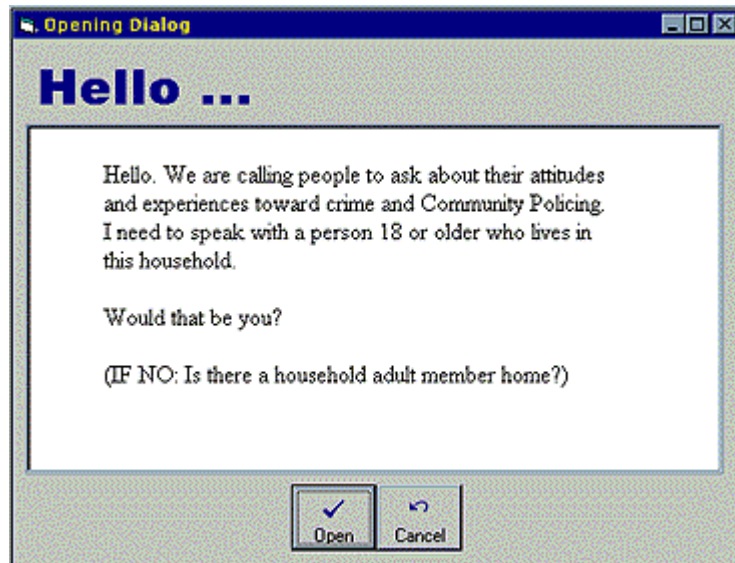 Opening Dialog
Hello ...
Hello. We are calling people to ask about their attitudes
and experiences toward crime and Community Policing.
I need to speak with a person 18 or older who lives in
this household.
Would that be you?
(IF NO: Is there a household adult member home?)
Open
Cancel